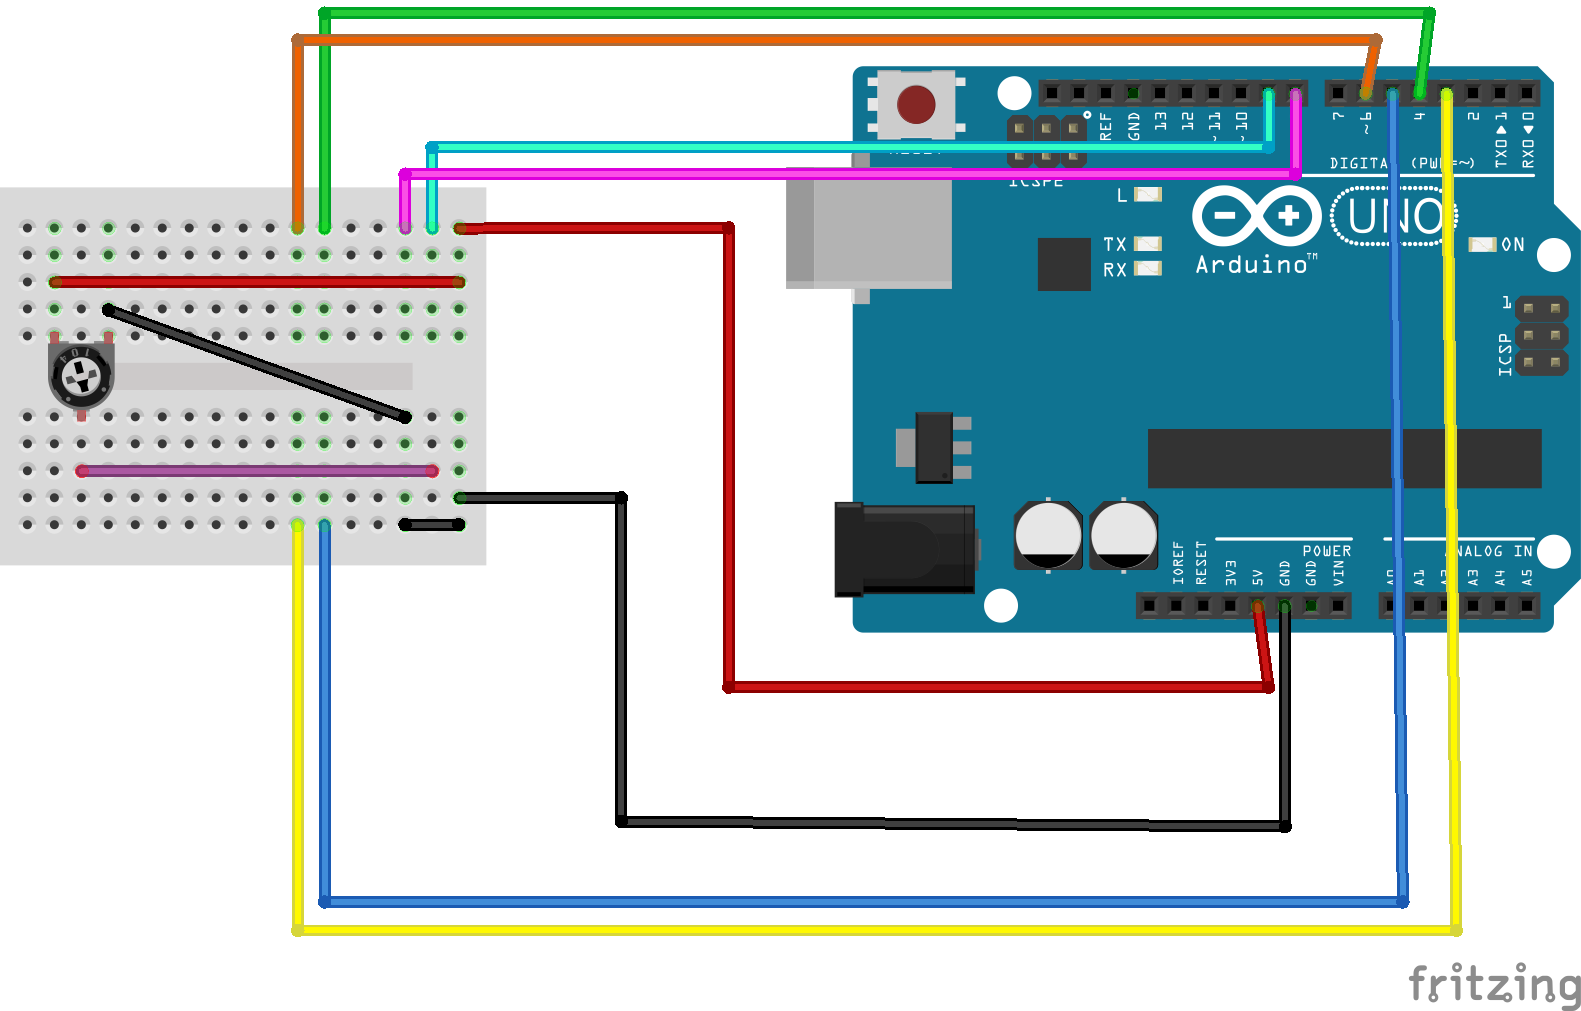 REF
GND
13
12
~11
~10
7
~6
4
2
TX0▶1
RX0◀0
DIGITAL (PWM=~)
ICSP2
L
TX
RX
UNO
Arduino™
ON
1
ICSP
104
POWER
ANALOG IN
IOREF
RESET
3V3
5V
GND
GND
VIN
A0
A1
A2
A3
A4
A5
fritzing